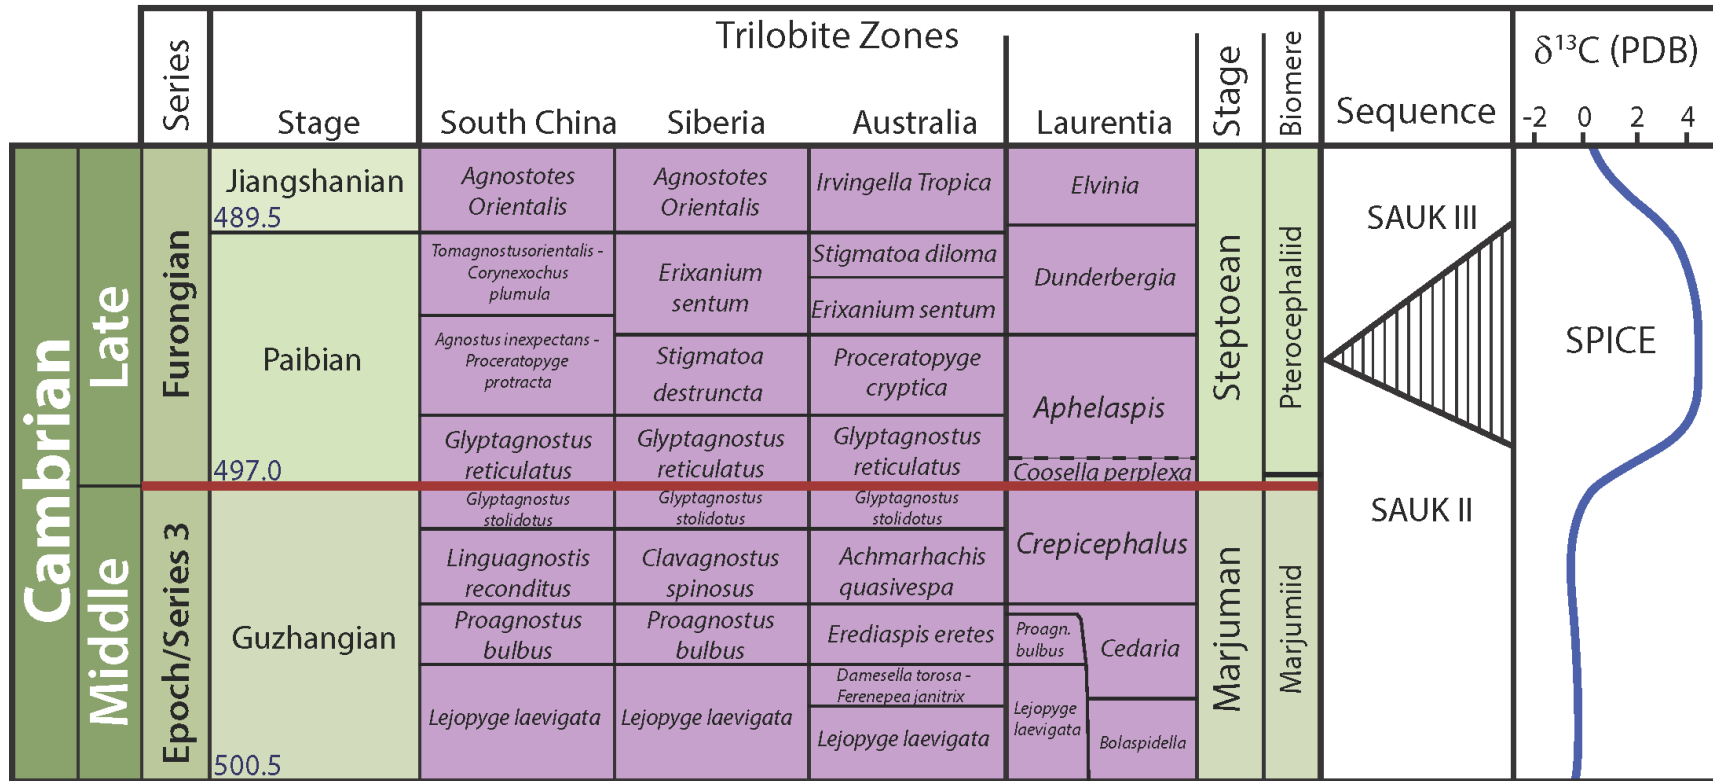 Trilobite Zones
Series
Stage
South China
Siberia
Australia
Laurentia
Stage
Biomere
Sequence
δ¹³C (PDB)
-2 0 2 4
Cambrian
Late
Middle
Furongian
Epoch/Series 3
Jiangshanian
489.5
Paibian
497.0
Guzhangian
500.5
Agnostotes
Orientalis
Tomagnostusorientalis -
Corynexochus
plumula
Agnostus inexpectans -
Proceratopyge
protracta
Glyptagnostus
reticulatus
Glyptagnostus
stolidotus
Linguagnostis
reconditus
Proagnostus
bulbus
Lejopyge laevigata
Agnostotes
Orientalis
Erixanium
sentum
Stigmatoa
destruncta
Glyptagnostus
reticulatus
Glyptagnostus
stolidotus
Clavagnostus
spinosus
Proagnostus
bulbus
Lejopyge laevigata
Irvingella Tropica
Stigmatoa diloma
Erixanium sentum
Proceratopyge
cryptica
Glyptagnostus
reticulatus
Glyptagnostus
stolidotus
Achmarhachis
quasivespa
Erediaspis eretes
Damesella torosa -
Ferenepea janitrix
Lejopyge laevigata
Elvinia
Dunderbergia
Aphelaspis
Coosella perplexa
Crepicephalus
Proagn.
bulbus
Cedaria
Lejopyge
laevigata
Bolaspidella
Steptoean
Marjuman
Pterocephaliid
Marjumiid
SAUK III
SAUK II
SPICE